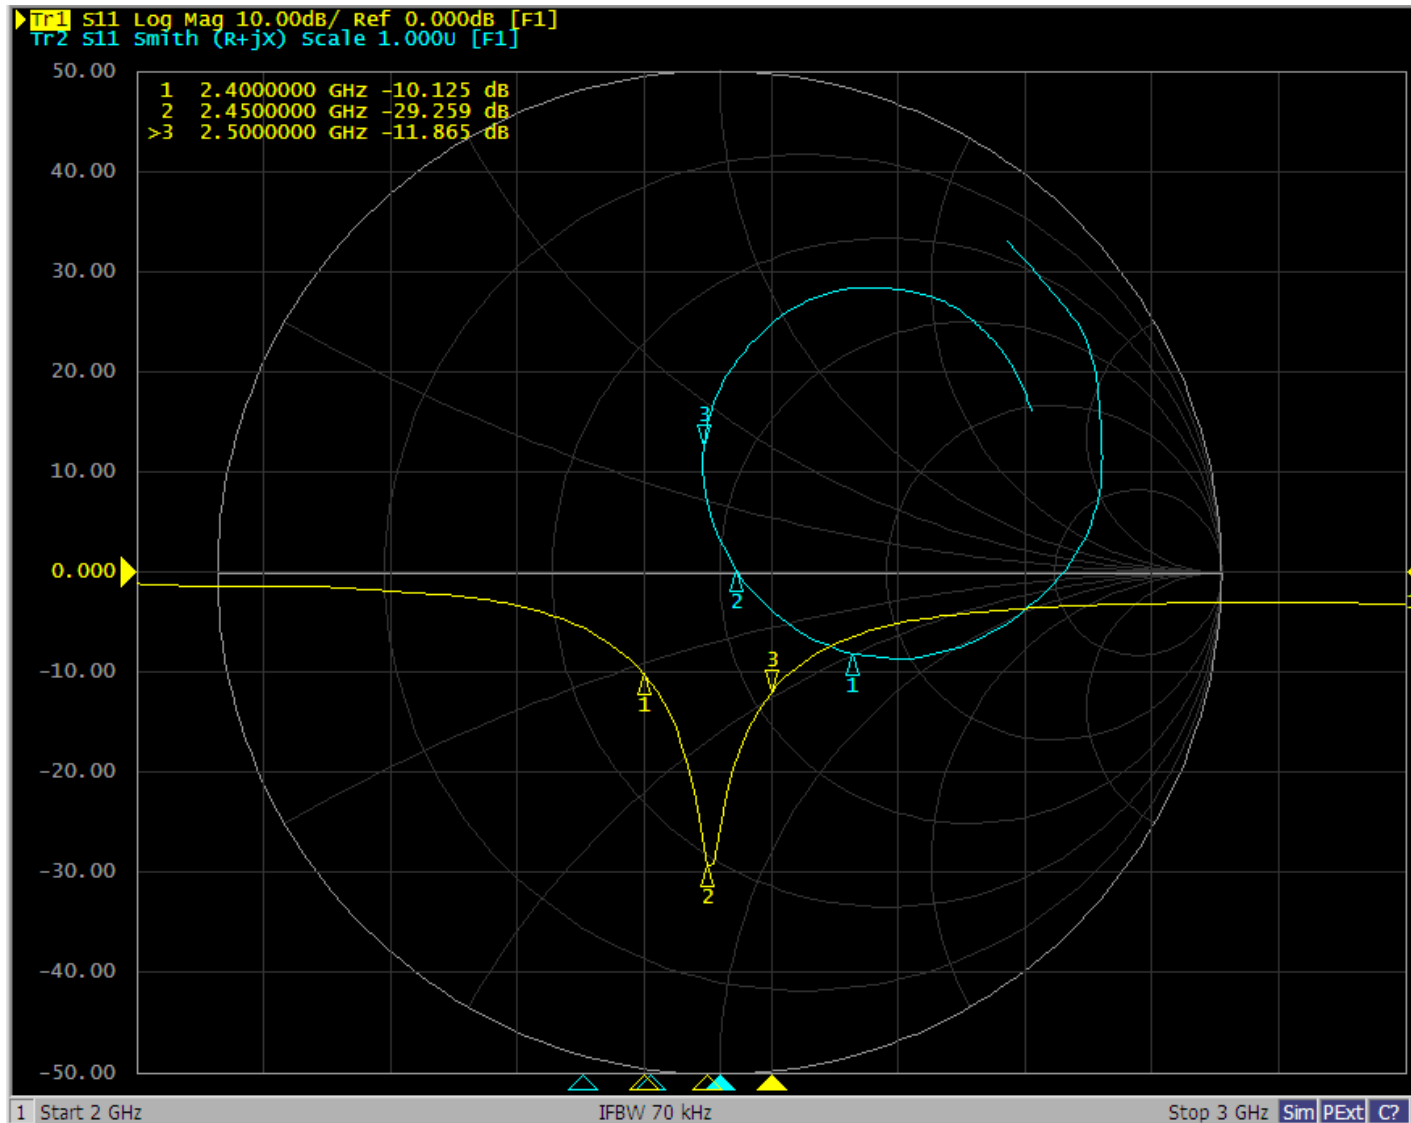 Tr1 S11 Log Mag 10.00dB/ Ref 0.000dB [F1]
Tr2 S11 Smith (R+jX) Scale 1.000U [F1]
50.00
1 2.4000000 GHz -10.125 dB
2 2.4500000 GHz -29.259 dB
>3 2.5000000 GHz -11.865 dB
40.00
30.00
20.00
3
10.00
0.000
2
3
1
1
-10.00
-20.00
-30.00
2
-40.00
-50.00
1 Start 2 GHz IFBW 70 kHz Stop 3 GHz Sim PExt C?